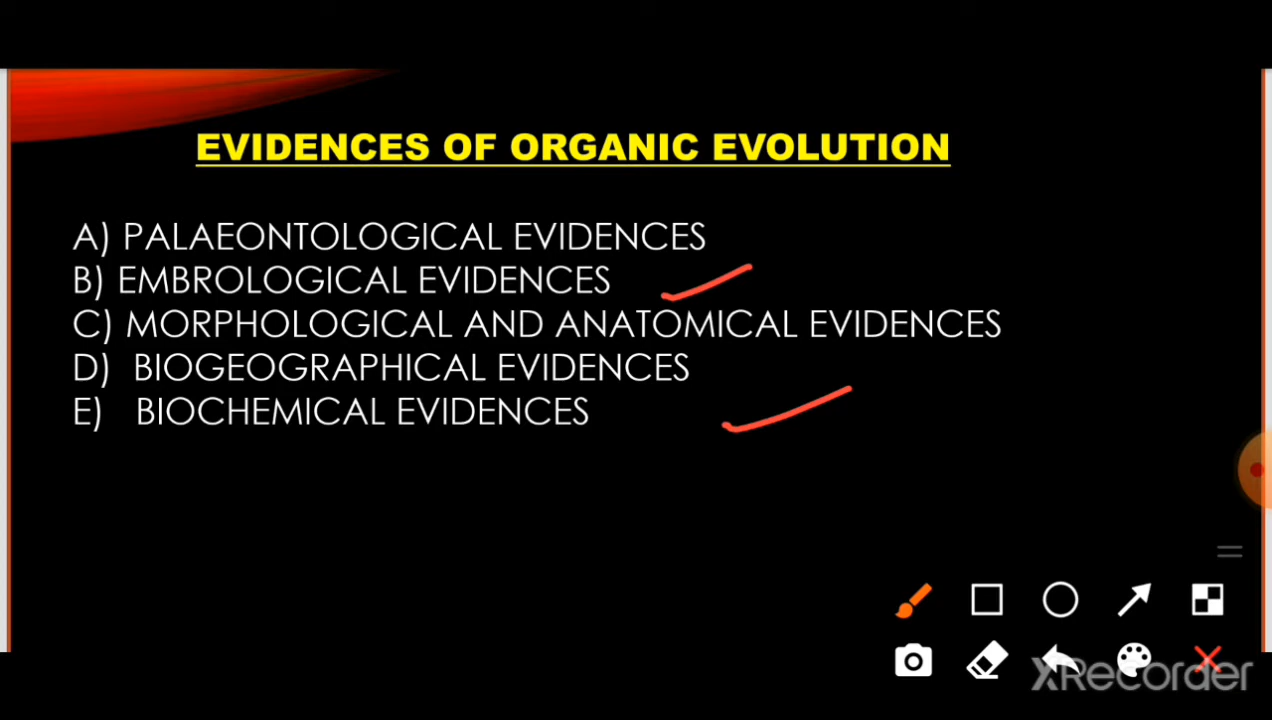 EVIDENCES OF ORGANIC EVOLUTION
A) PALAEONTOLOGICAL EVIDENCES
B) EMBROLOGICAL EVIDENCES
C) MORPHOLOGICAL AND ANATOMICAL EVIDENCES
D) BIOGEOGRAPHICAL EVIDENCES
E) BIOCHEMICAL EVIDENCES
XRecorder